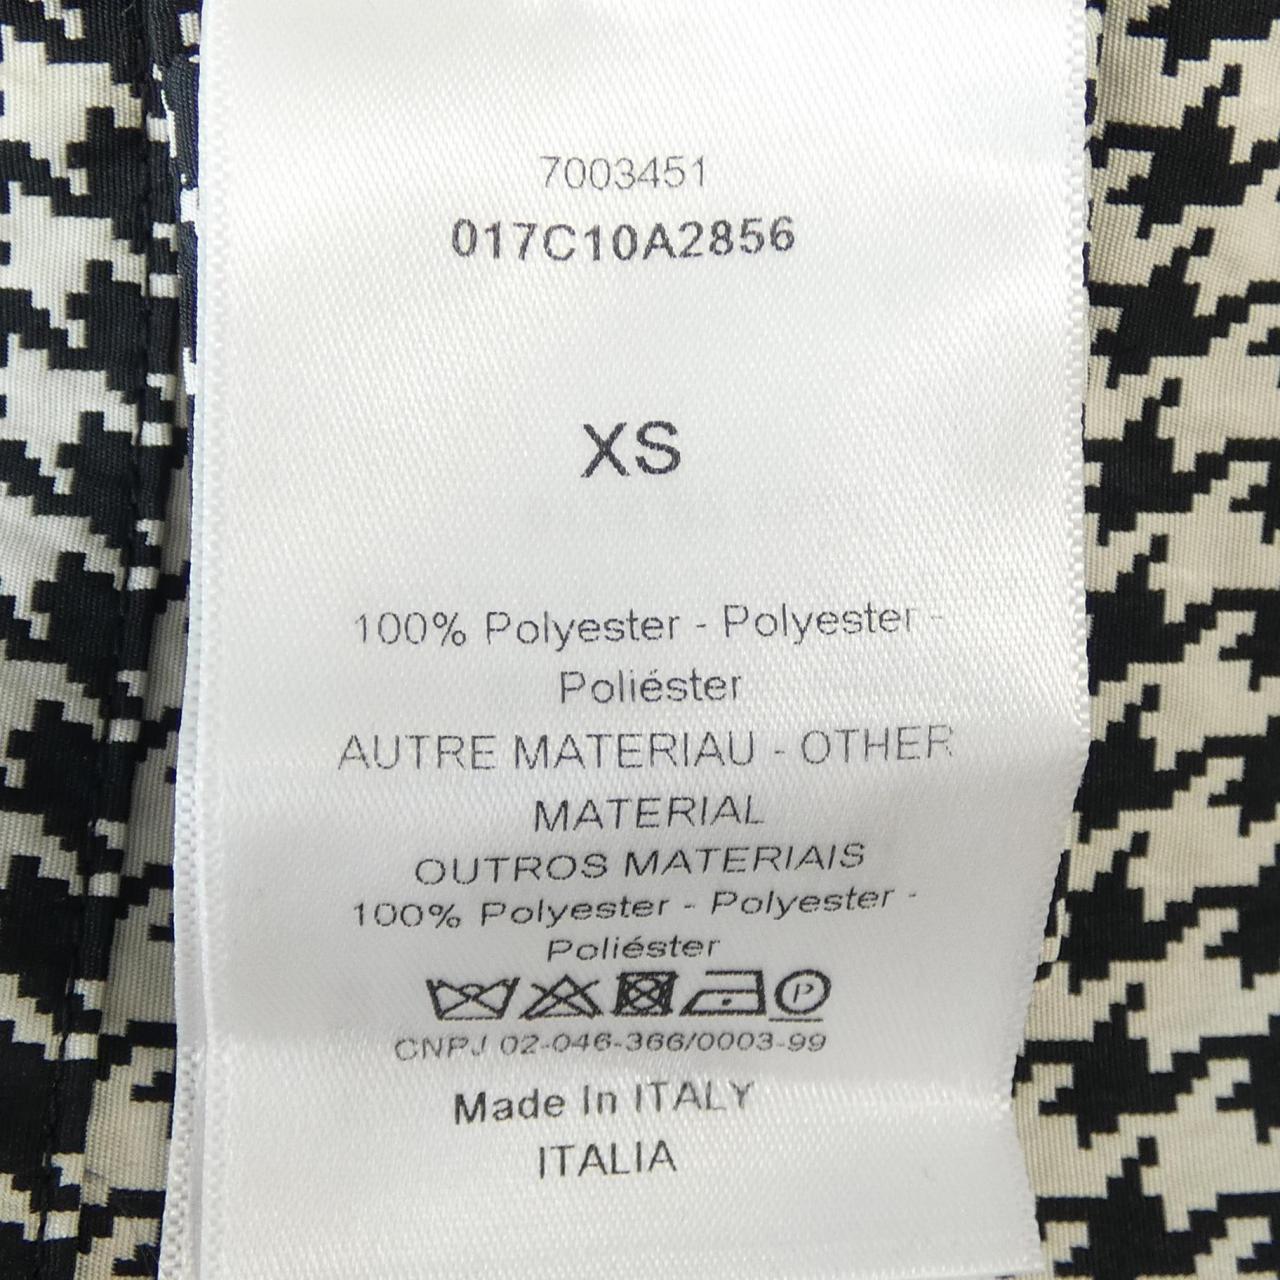 7003451
017C10A2856
XS
100% Polyester - Polyester -
Poliéster
AUTRE MATERIAU - OTHER
MATERIAL
OUTROS MATERIAIS
100% Polyester - Polyester -
Poliéster
P
CNPJ 02-046-366/0003-99
Made In ITALY
ITALIA